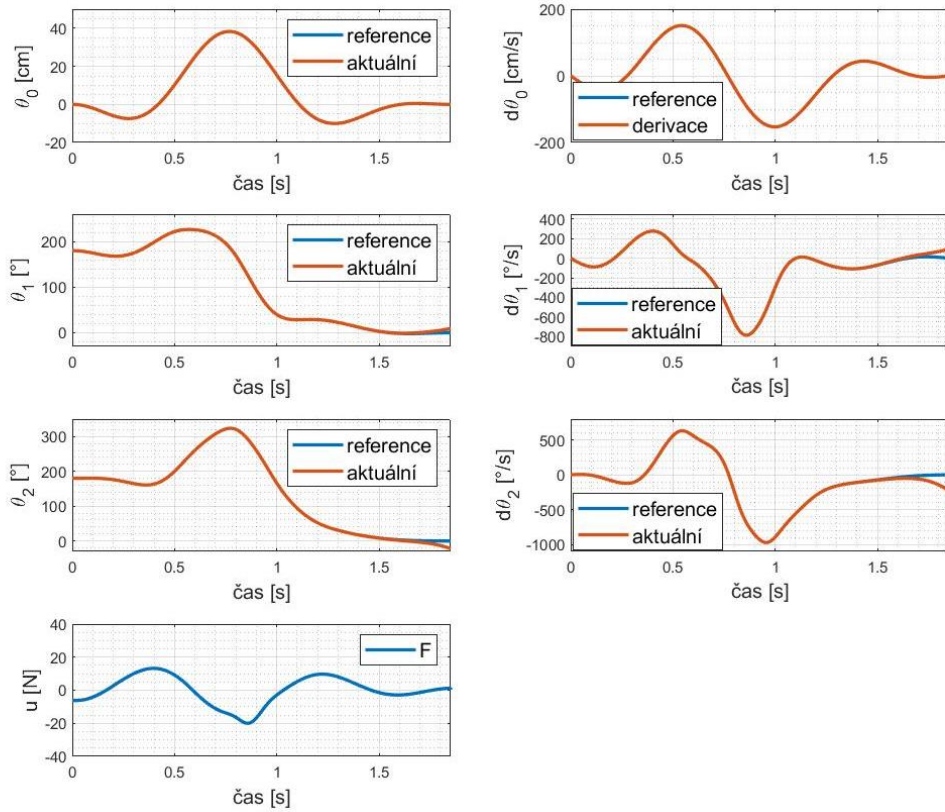 40
20
0
-20
θ0 [cm]
reference
aktuální
0
0.5
1
1.5
čas [s]
200
0
-200
dθ0 [cm/s]
reference
derivace
0
0.5
1
1.5
čas [s]
200
100
0
θ1 [°]
reference
aktuální
0
0.5
1
1.5
čas [s]
400
200
0
-200
-400
-600
-800
dθ1 [°/s]
reference
aktuální
0
0.5
1
1.5
čas [s]
300
200
100
0
θ2 [°]
reference
aktuální
0
0.5
1
1.5
čas [s]
500
0
-500
-1000
dθ2 [°/s]
reference
aktuální
0
0.5
1
1.5
čas [s]
40
20
0
-20
-40
u [N]
F
0
0.5
1
1.5
čas [s]